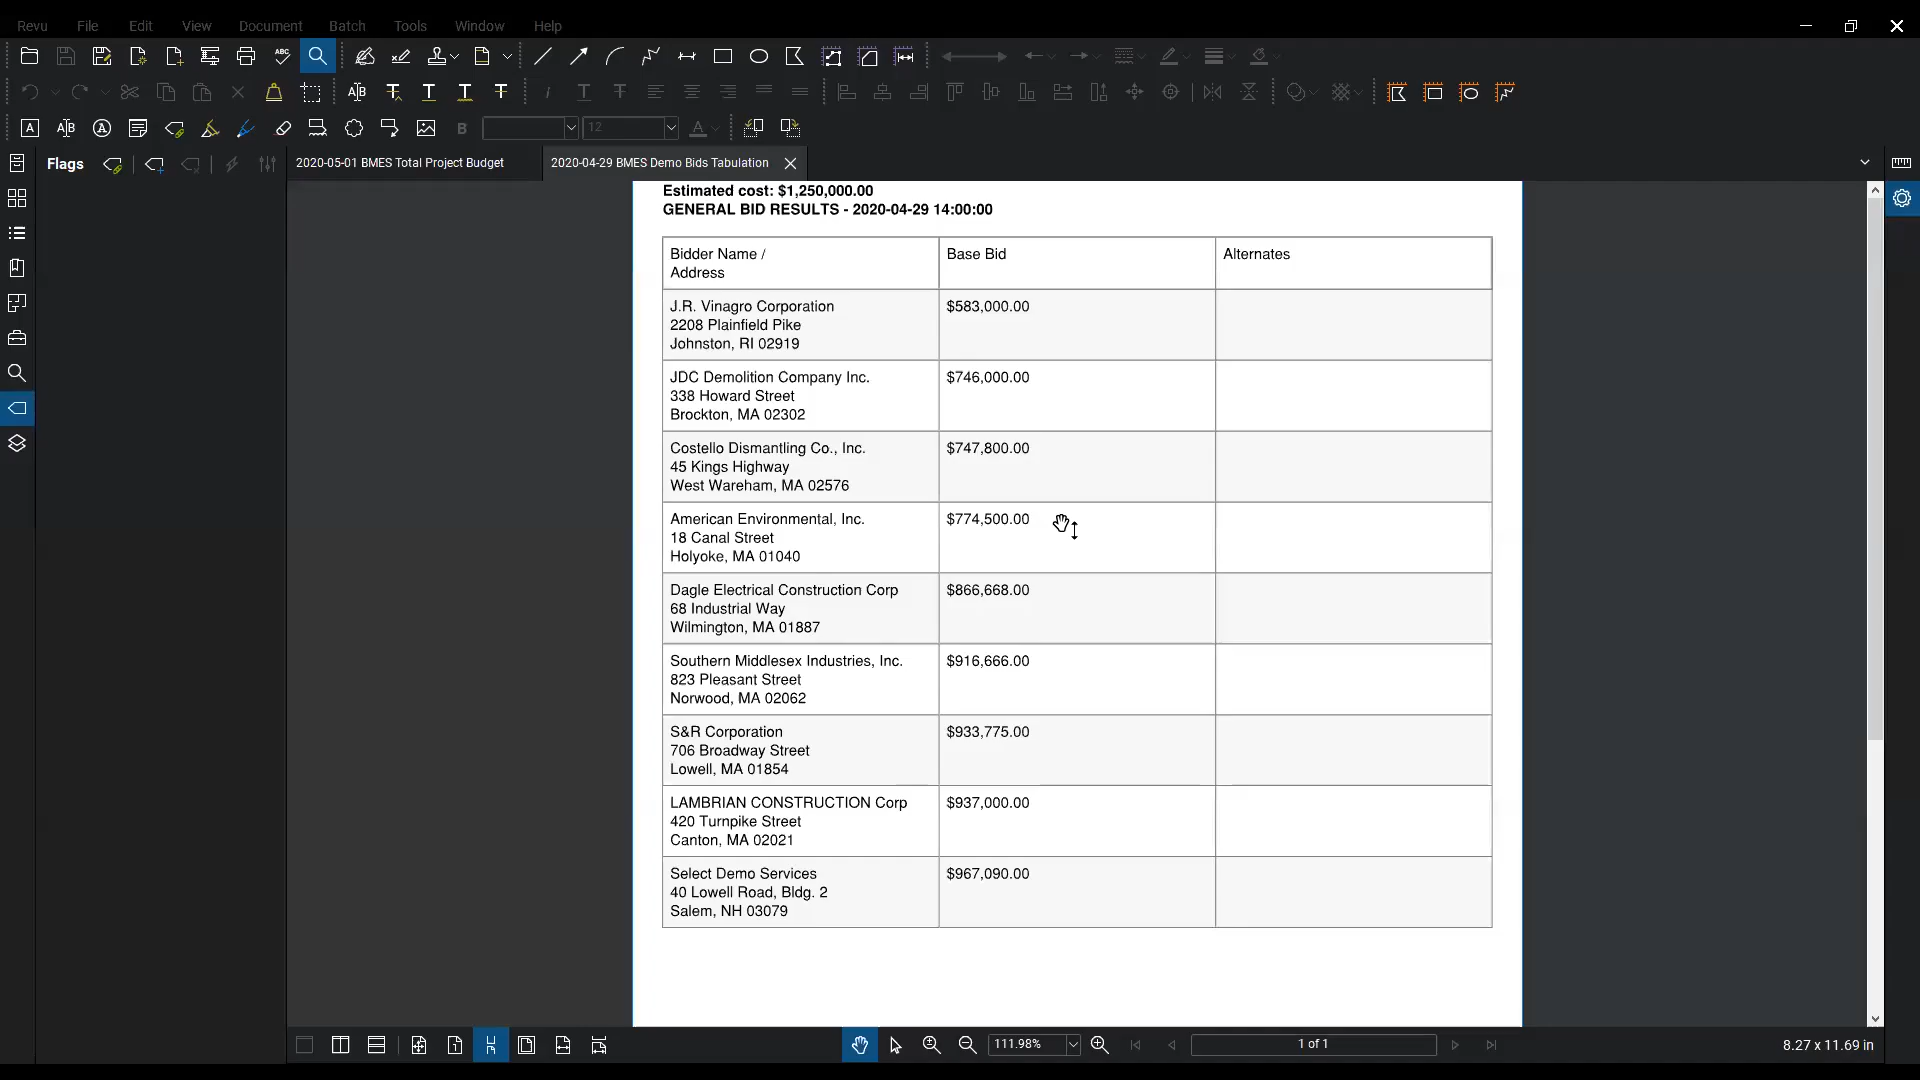 Revu File Edit View Document Batch Tools Window Help
ABC
12
B
Flags
2020-05-01 BMES Total Project Budget
2020-04-29 BMES Demo Bids Tabulation
Estimated cost: $1,250,000.00
GENERAL BID RESULTS - 2020-04-29 14:00:00
Bidder Name /
Address
Base Bid
Alternates
J.R. Vinagro Corporation
2208 Plainfield Pike
Johnston, RI 02919
$583,000.00
JDC Demolition Company Inc.
338 Howard Street
Brockton, MA 02302
$746,000.00
Costello Dismantling Co., Inc.
45 Kings Highway
West Wareham, MA 02576
$747,800.00
American Environmental, Inc.
18 Canal Street
Holyoke, MA 01040
$774,500.00
Dagle Electrical Construction Corp
68 Industrial Way
Wilmington, MA 01887
$866,668.00
Southern Middlesex Industries, Inc.
823 Pleasant Street
Norwood, MA 02062
$916,666.00
S&R Corporation
706 Broadway Street
Lowell, MA 01854
$933,775.00
LAMBRIAN CONSTRUCTION Corp
420 Turnpike Street
Canton, MA 02021
$937,000.00
Select Demo Services
40 Lowell Road, Bldg. 2
Salem, NH 03079
$967,090.00
111.98%
1 of 1
8.27 x 11.69 in